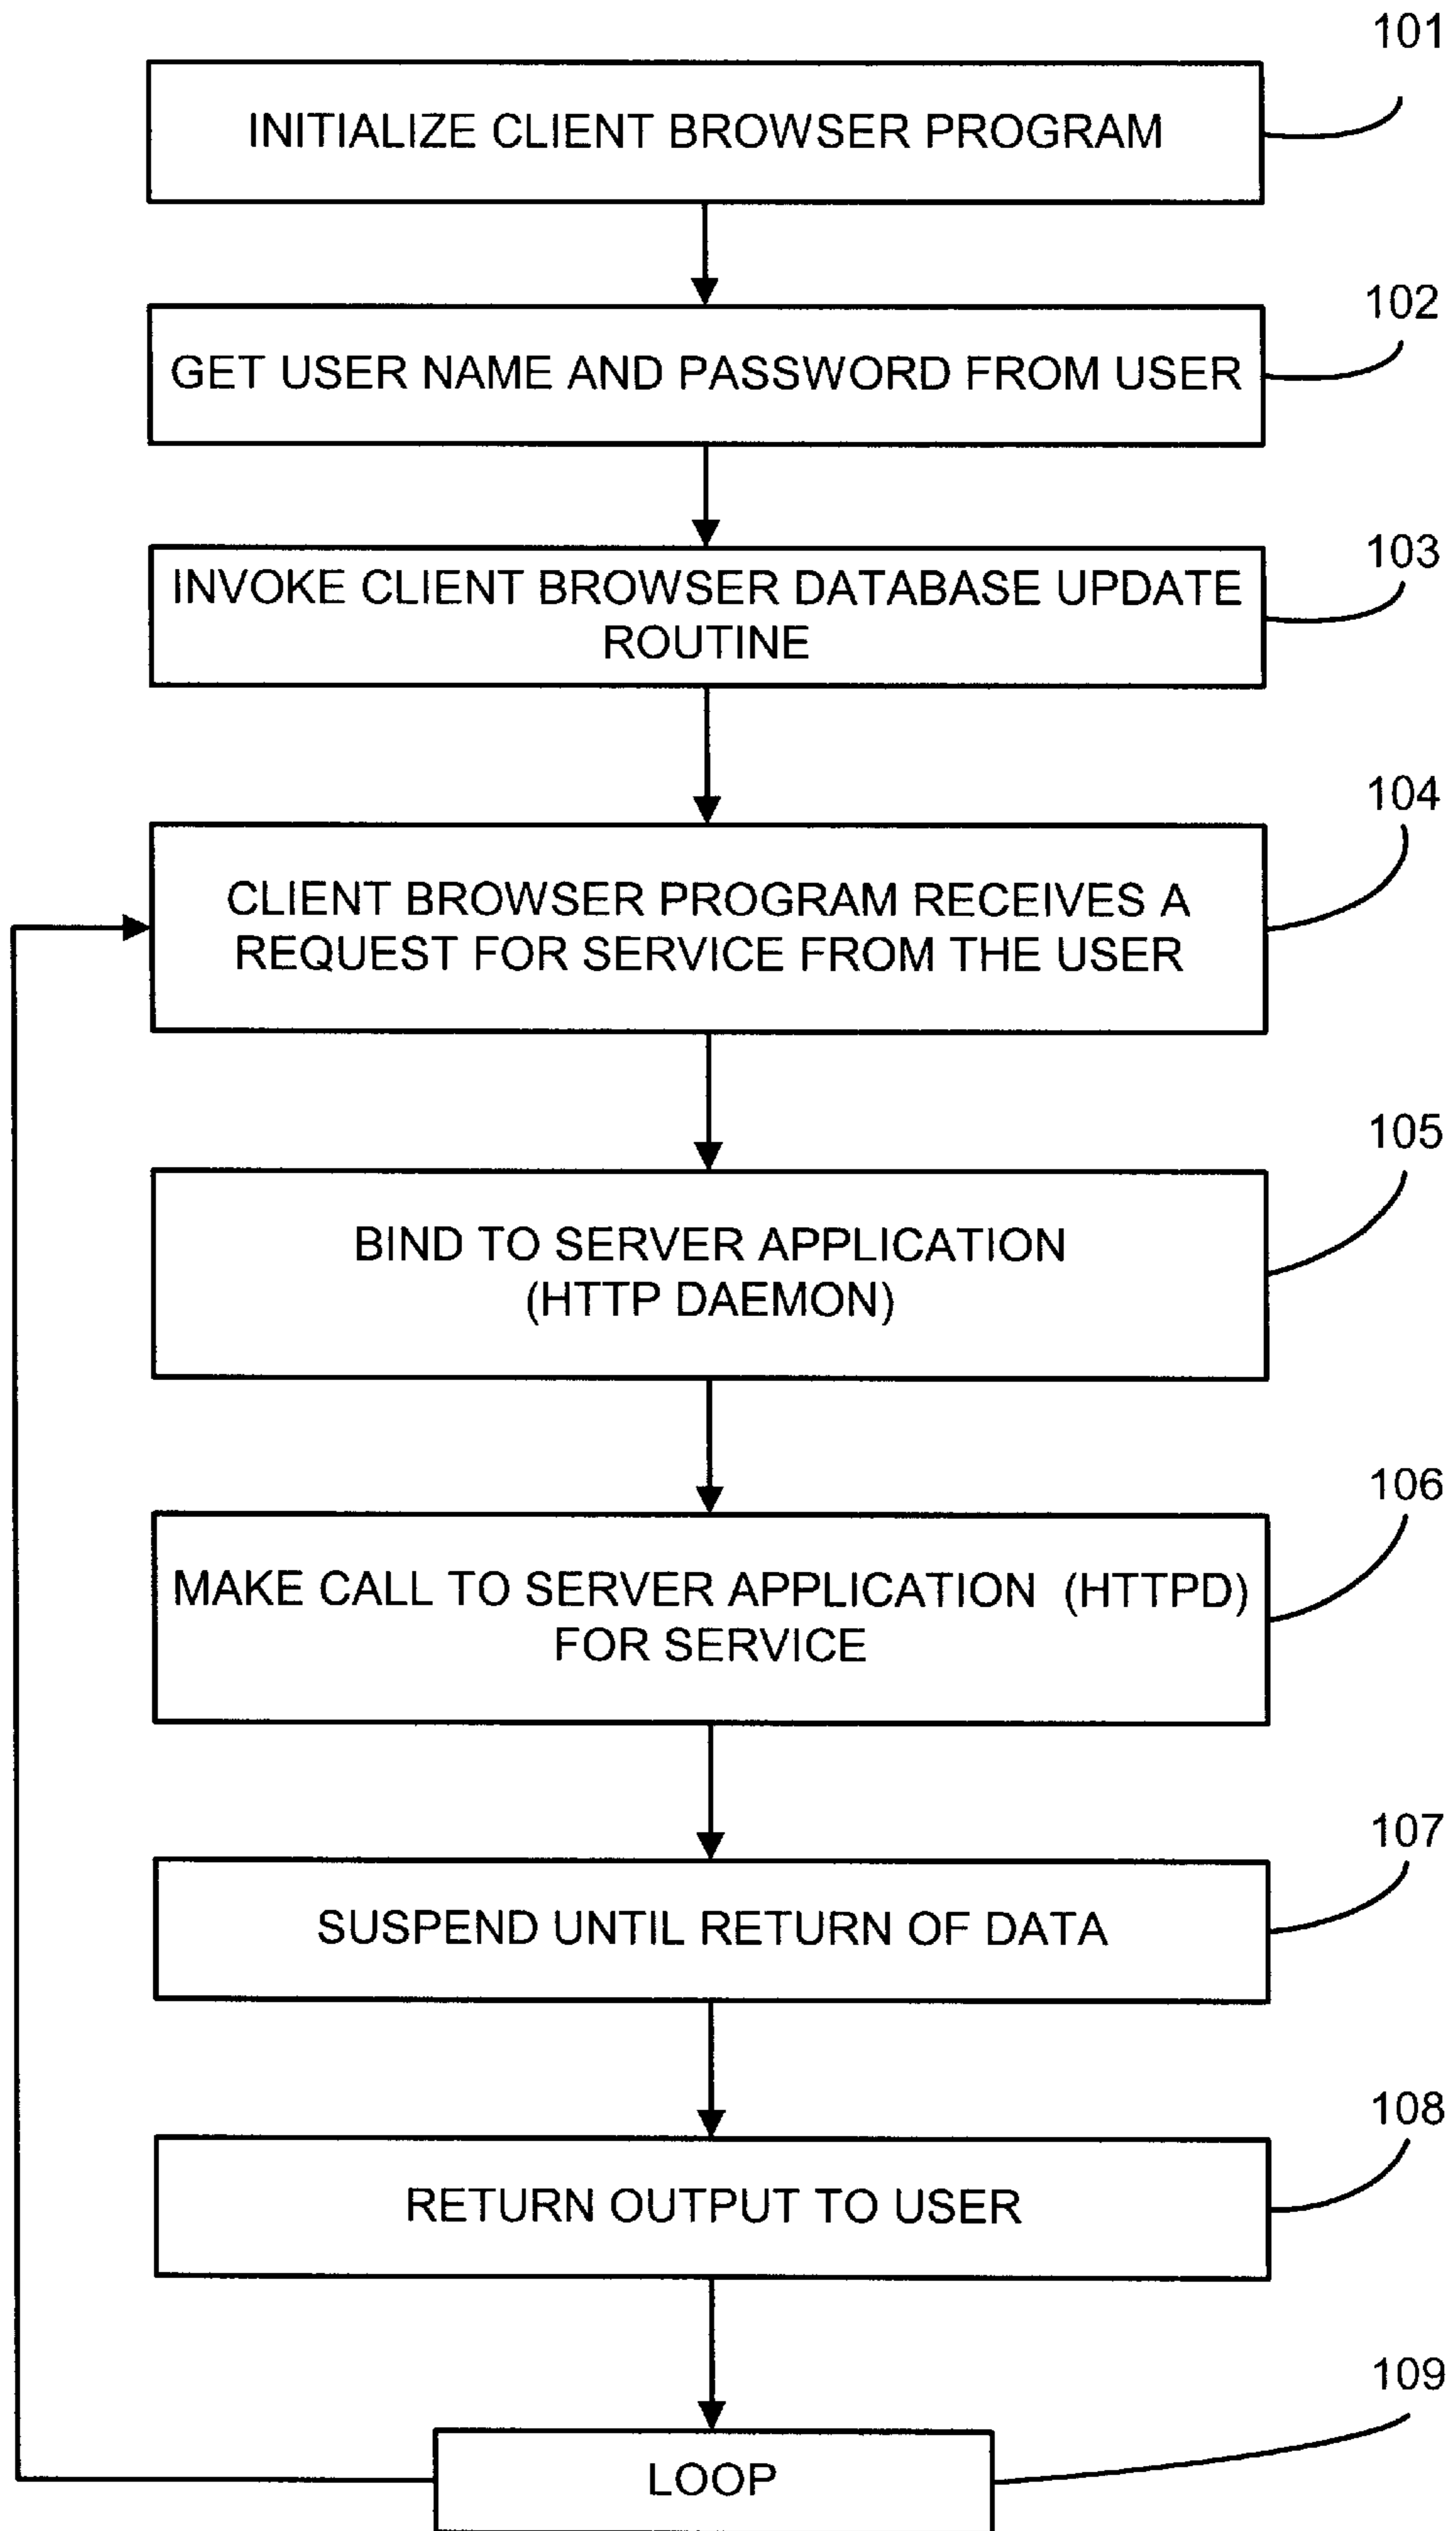 101
INITIALIZE CLIENT BROWSER PROGRAM
102
GET USER NAME AND PASSWORD FROM USER
103
INVOKE CLIENT BROWSER DATABASE UPDATE
ROUTINE
104
CLIENT BROWSER PROGRAM RECEIVES A
REQUEST FOR SERVICE FROM THE USER
105
BIND TO SERVER APPLICATION
(HTTP DAEMON)
106
MAKE CALL TO SERVER APPLICATION (HTTPD)
FOR SERVICE
107
SUSPEND UNTIL RETURN OF DATA
108
RETURN OUTPUT TO USER
109
LOOP